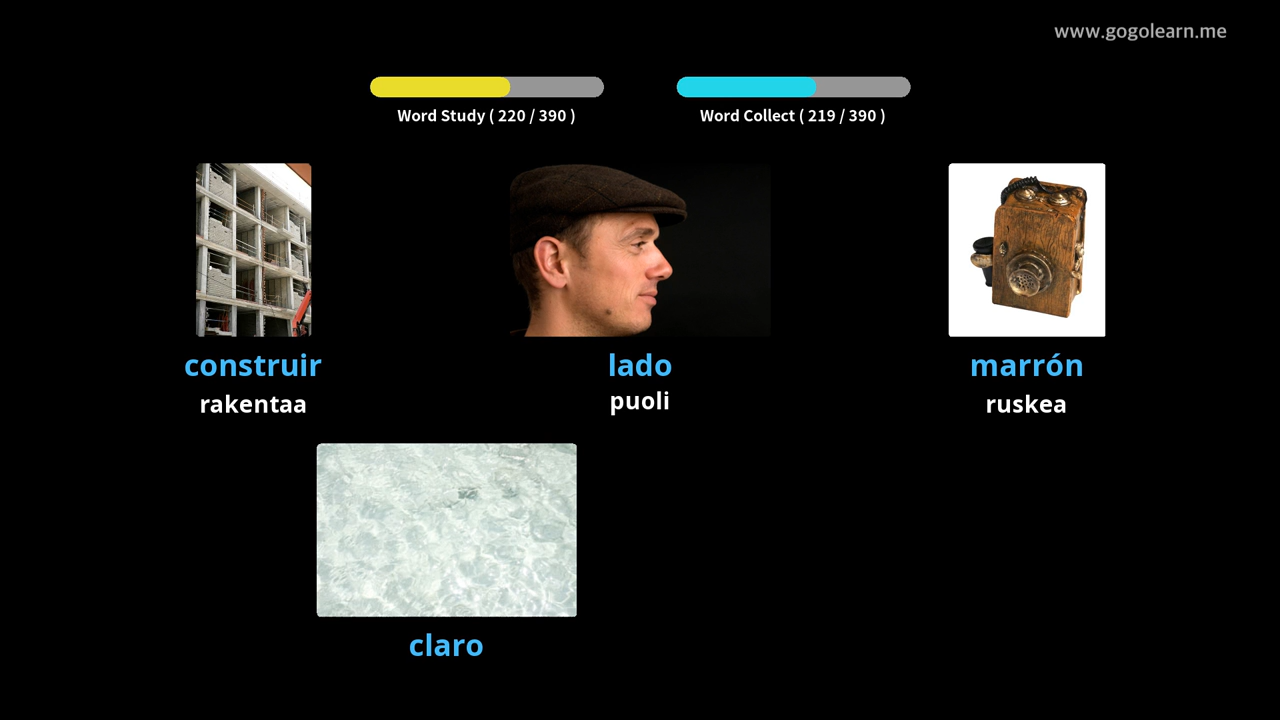 www.gogolearn.me
Word Study ( 220 / 390 )
Word Collect ( 219 / 390 )
construir
rakentaa
lado
puoli
marrón
ruskea
claro